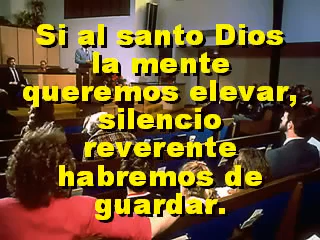 Si al santo Dios
la mente
queremos elevar,
silencio
reverente
habremos de
guardar.